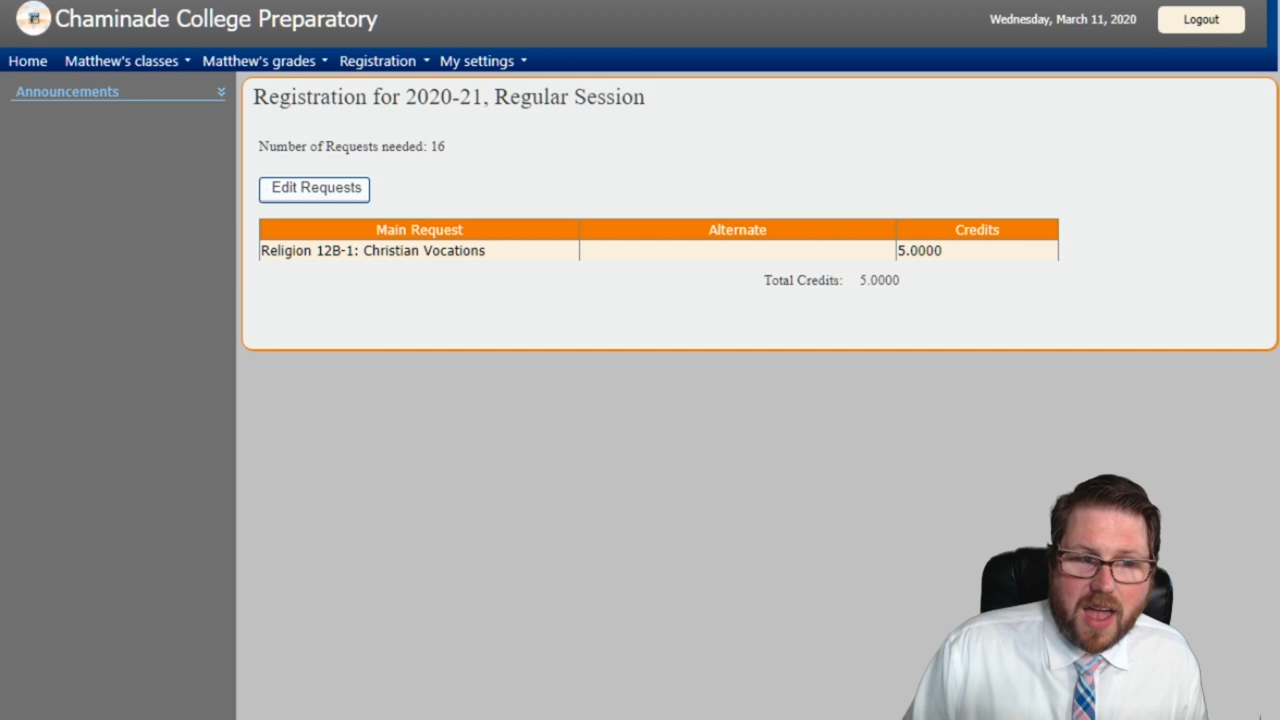 Chaminade College Preparatory
Wednesday, March 11, 2020 Logout
Home Matthew's classes Matthew's grades Registration My settings
Announcements
Registration for 2020-21, Regular Session
Number of Requests needed: 16
Edit Requests
Main Request Alternate Credits
Religion 12B-1: Christian Vocations 5.0000
Total Credits: 5.0000